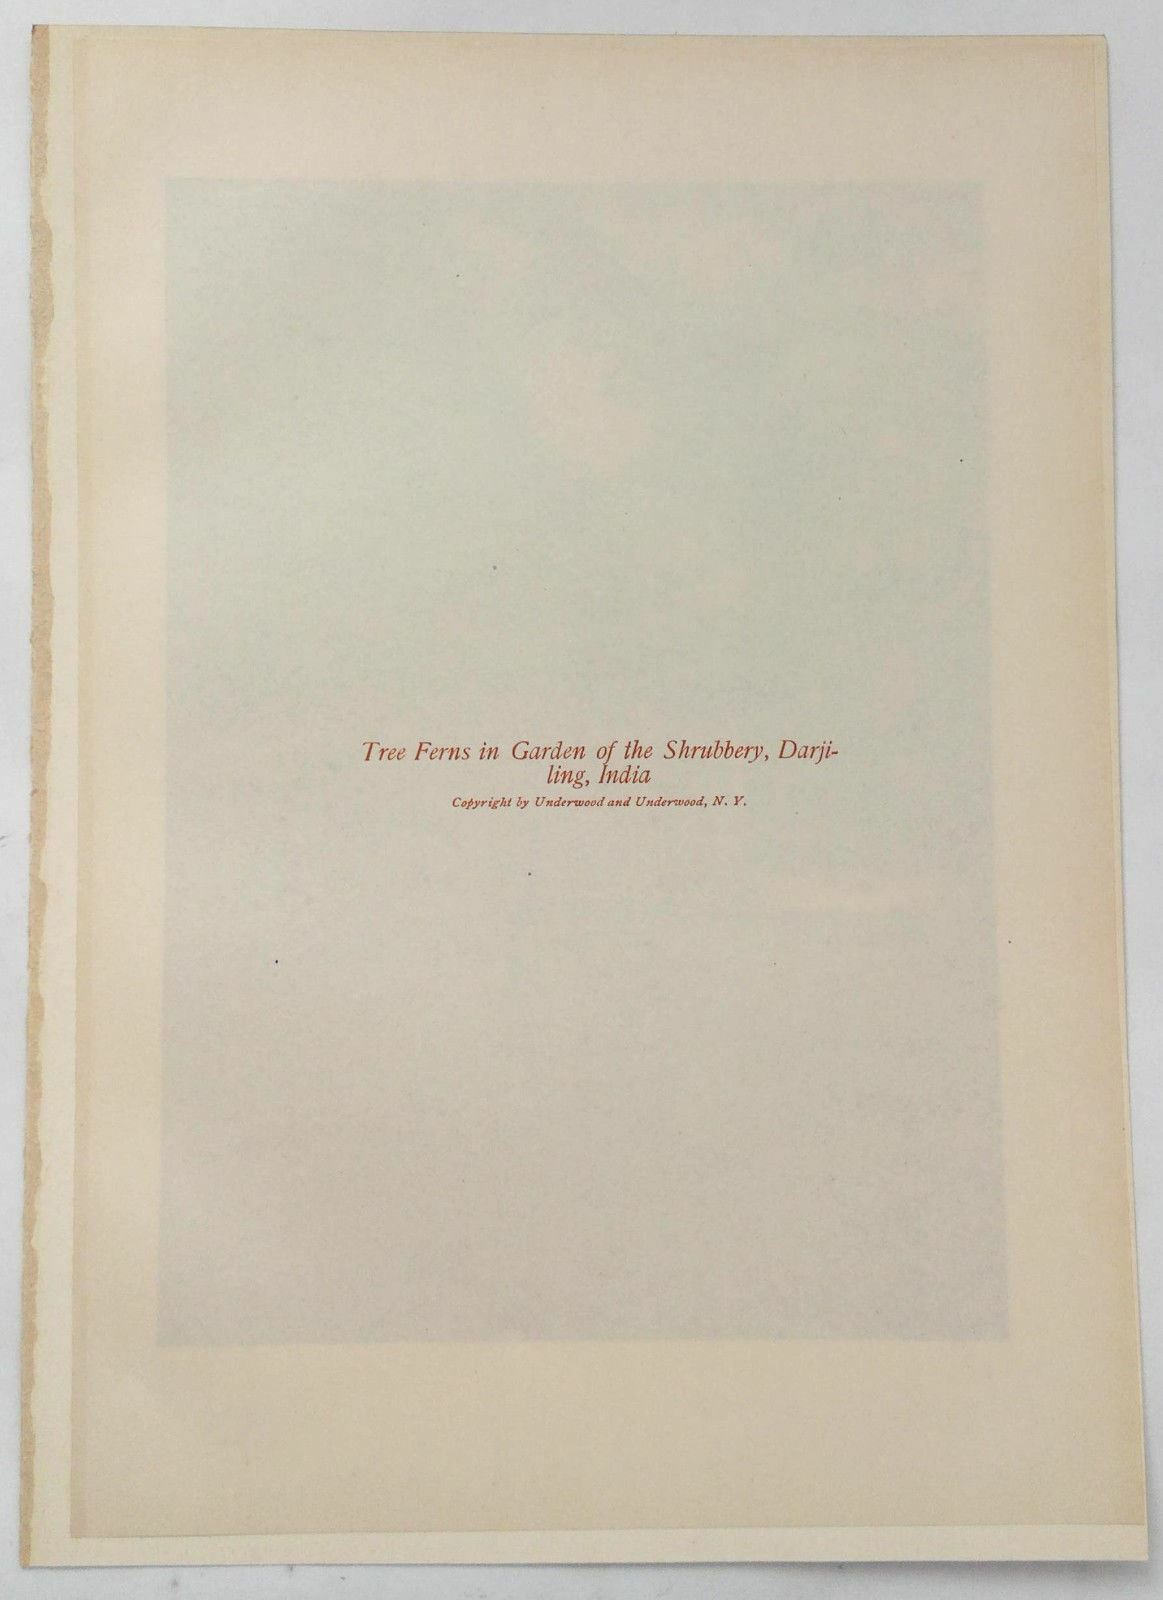 Tree Ferns in Garden of the Shrubbery, Darji-
ling, India
Copyright by Underwood and Underwood, N. Y.